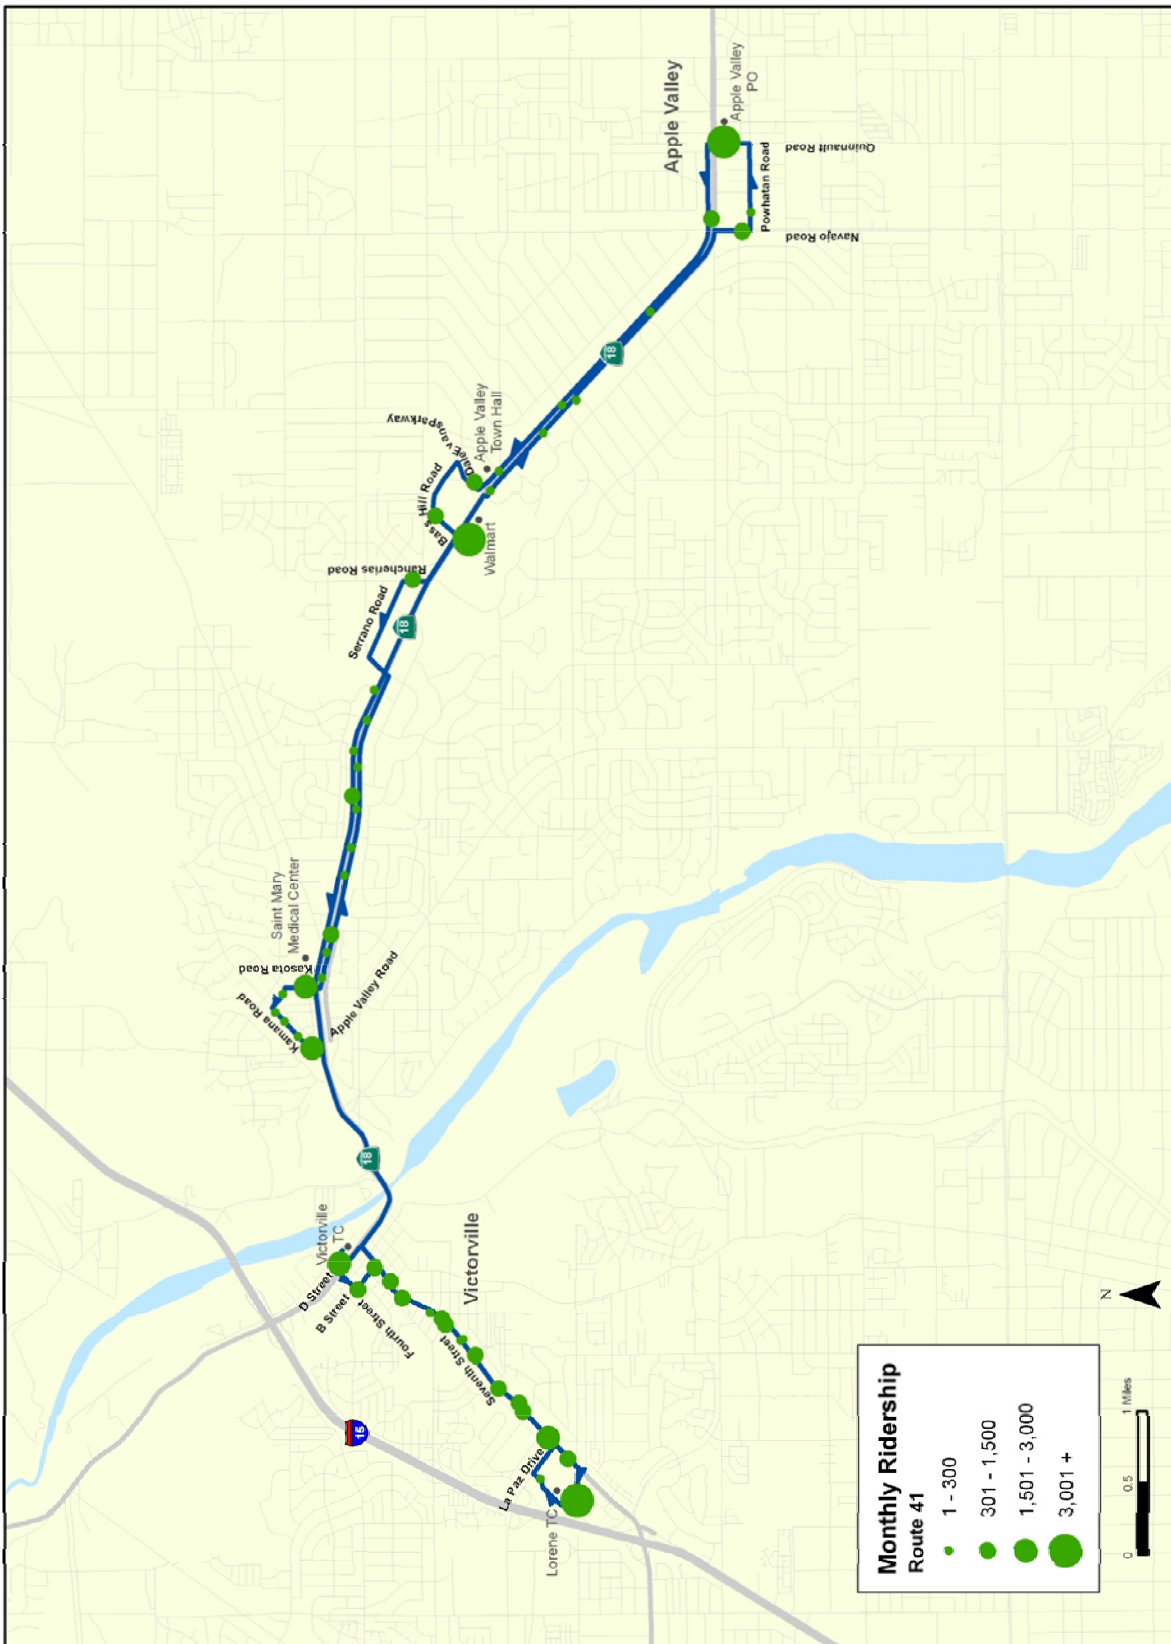 Apple Valley
Apple Valley
PO
Quinnault Road
Powhatan Road
Navajo Road
18
Apple Valley
Town Hall
DaleEvansParkway
Bass Hill Road
Walmart
Rancherias Road
Serrano Road
18
Saint Mary
Medical Center
Kasota Road
Kamana Road
Apple Valley Road
18
Victorville
TC
D Street
B Street
Fourth Street
Victorville
Seventh Street
15
La Paz Drive
Lorene TC
N
Monthly Ridership
Route 41
1 - 300
301 - 1,500
1,501 - 3,000
3,001 +
0 0.5 1 Miles